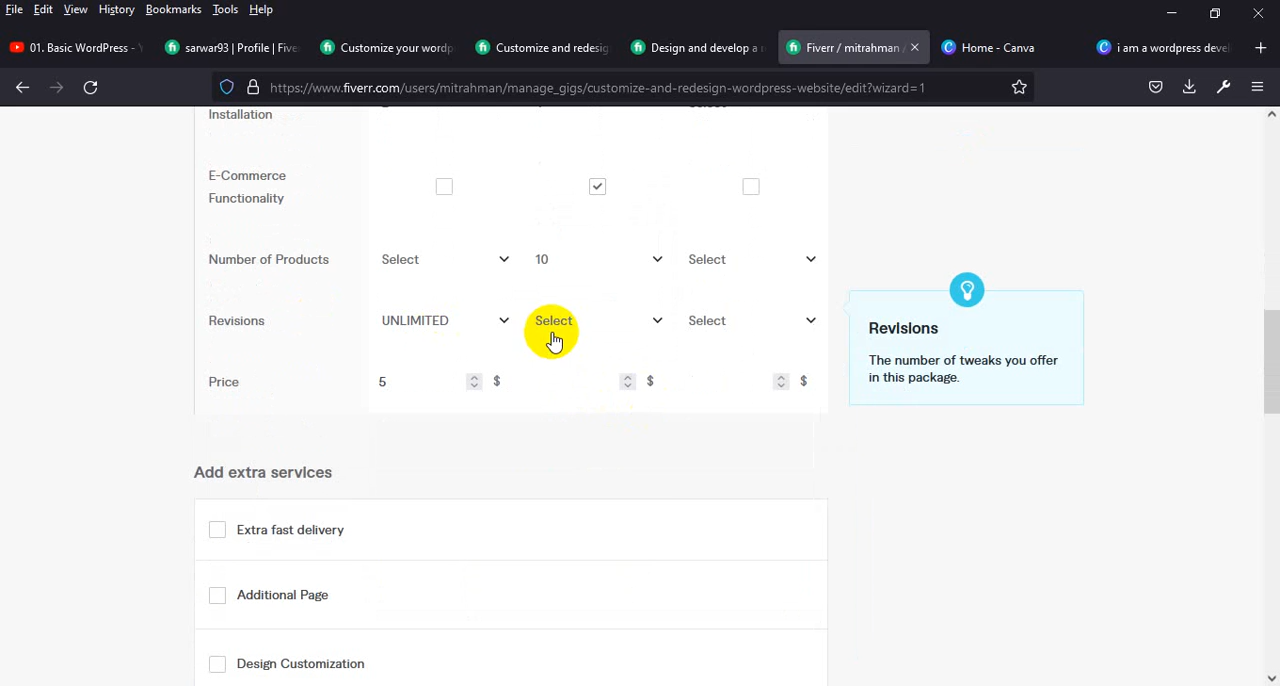 File Edit View History Bookmarks Tools Help
01. Basic WordPress - Y
sarwar93 | Profile | Five
Customize your wordp
Customize and redesig
Design and develop a
Fiverr / mitrahman /
Home - Canva
i am a wordpress devel
https://www.fiverr.com/users/mitrahman/manage_gigs/customize-and-redesign-wordpress-website/edit?wizard=1
Installation
E-Commerce
Functionality
Number of Products Select 10 Select
Revisions UNLIMITED Select Select
Price 5 $ $ $
Revisions
The number of tweaks you offer
in this package.
Add extra services
Extra fast delivery
Additional Page
Design Customization